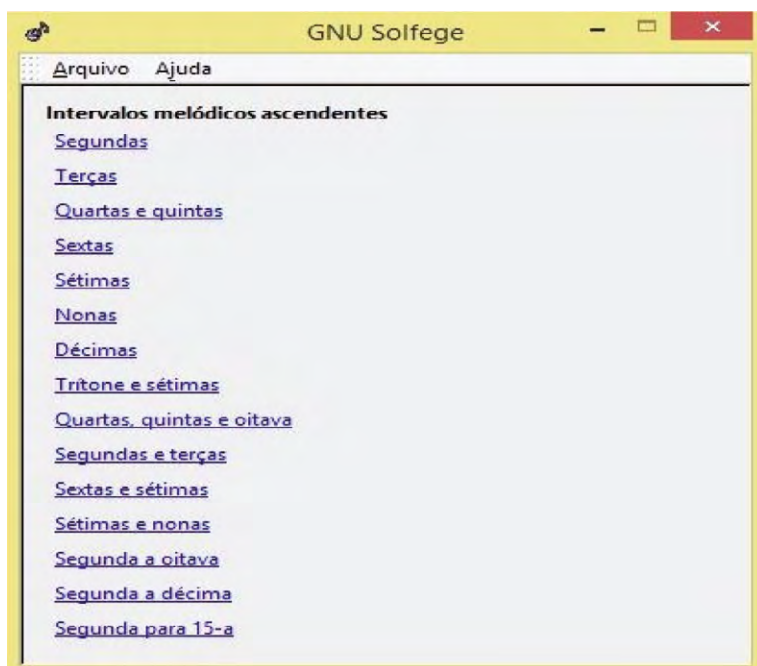 GNU Solfege
Arquivo Ajuda
Intervalos melódicos ascendentes
Segundas
Terças
Quartas e quintas
Sextas
Sétimas
Nonas
Décimas
Trítone e sétimas
Quartas, quintas e oitava
Segundas e terças
Sextas e sétimas
Sétimas e nonas
Segunda a oitava
Segunda a décima
Segunda para 15-a